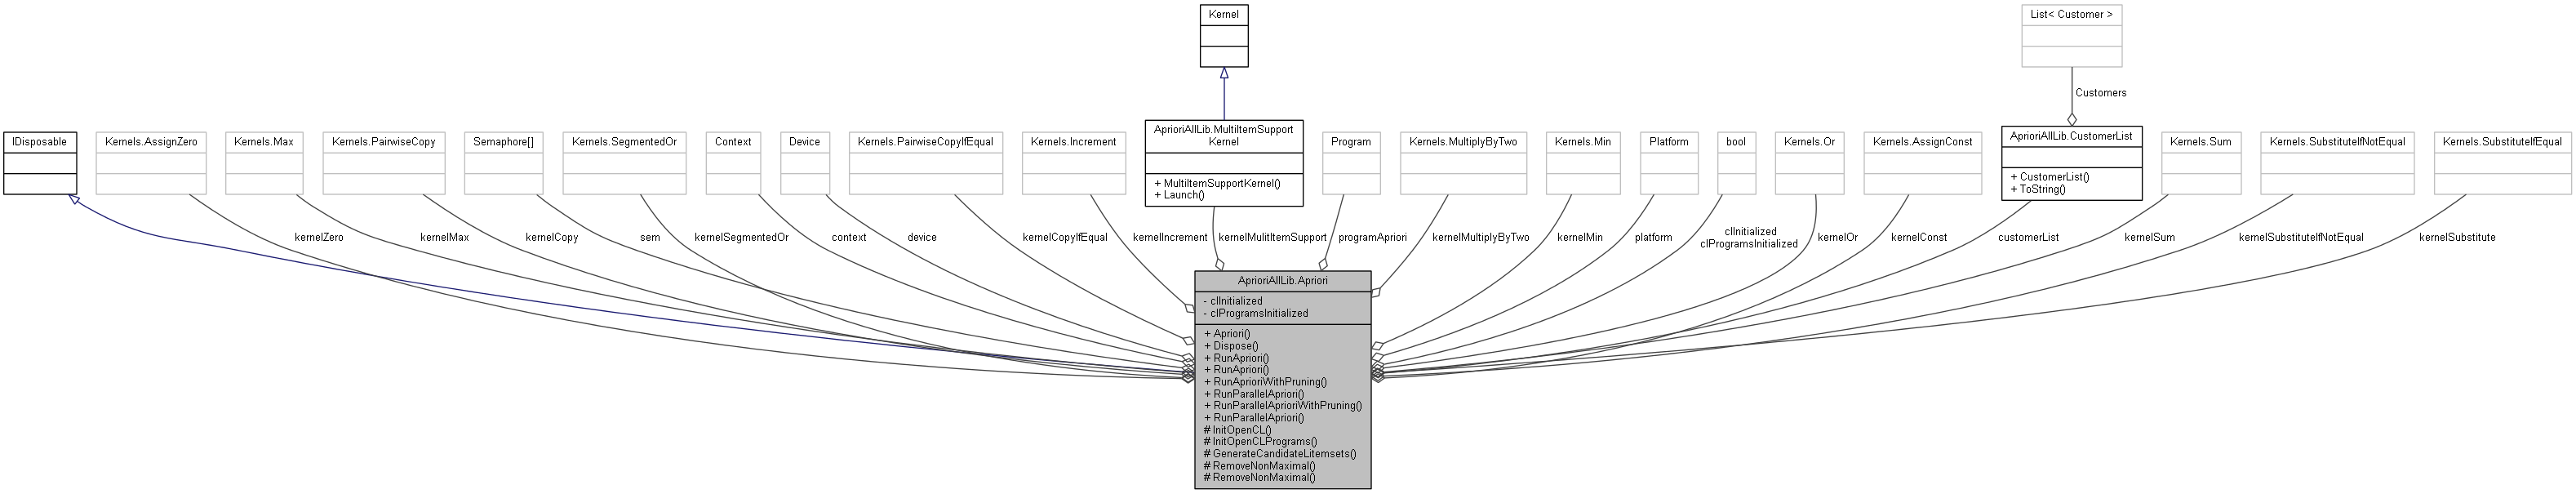 Kernel
List< Customer >
Customers
IDisposable
Kernels.AssignZero
Kernels.Max
Kernels.PairwiseCopy
Semaphore[]
Kernels.SegmentedOr
Context
Device
Kernels.PairwiseCopyIfEqual
Kernels.Increment
AprioriAllLib.MultiItemSupport
Kernel
+ MultiItemSupportKernel()
+ Launch()
Program
Kernels.MultiplyByTwo
Kernels.Min
Platform
bool
Kernels.Or
Kernels.AssignConst
AprioriAllLib.CustomerList
+ CustomerList()
+ ToString()
Kernels.Sum
Kernels.SubstituteIfNotEqual
Kernels.SubstituteIfEqual
kernelZero
kernelMax
kernelCopy
sem
kernelSegmentedOr
context
device
kernelCopyIfEqual
kernelIncrement
kernelMulitItemSupport
programApriori
kernelMultiplyByTwo
kernelMin
platform
clInitialized
clProgramsInitialized
kernelOr
kernelConst
customerList
kernelSum
kernelSubstituteIfNotEqual
kernelSubstitute
AprioriAllLib.Apriori
- clInitialized
- clProgramsInitialized
+ Apriori()
+ Dispose()
+ RunApriori()
+ RunApriori()
+ RunAprioriWithPruning()
+ RunParallelApriori()
+ RunParallelAprioriWithPruning()
+ RunParallelApriori()
# InitOpenCL()
# InitOpenCLPrograms()
# GenerateCandidateLitemsets()
# RemoveNonMaximal()
# RemoveNonMaximal()